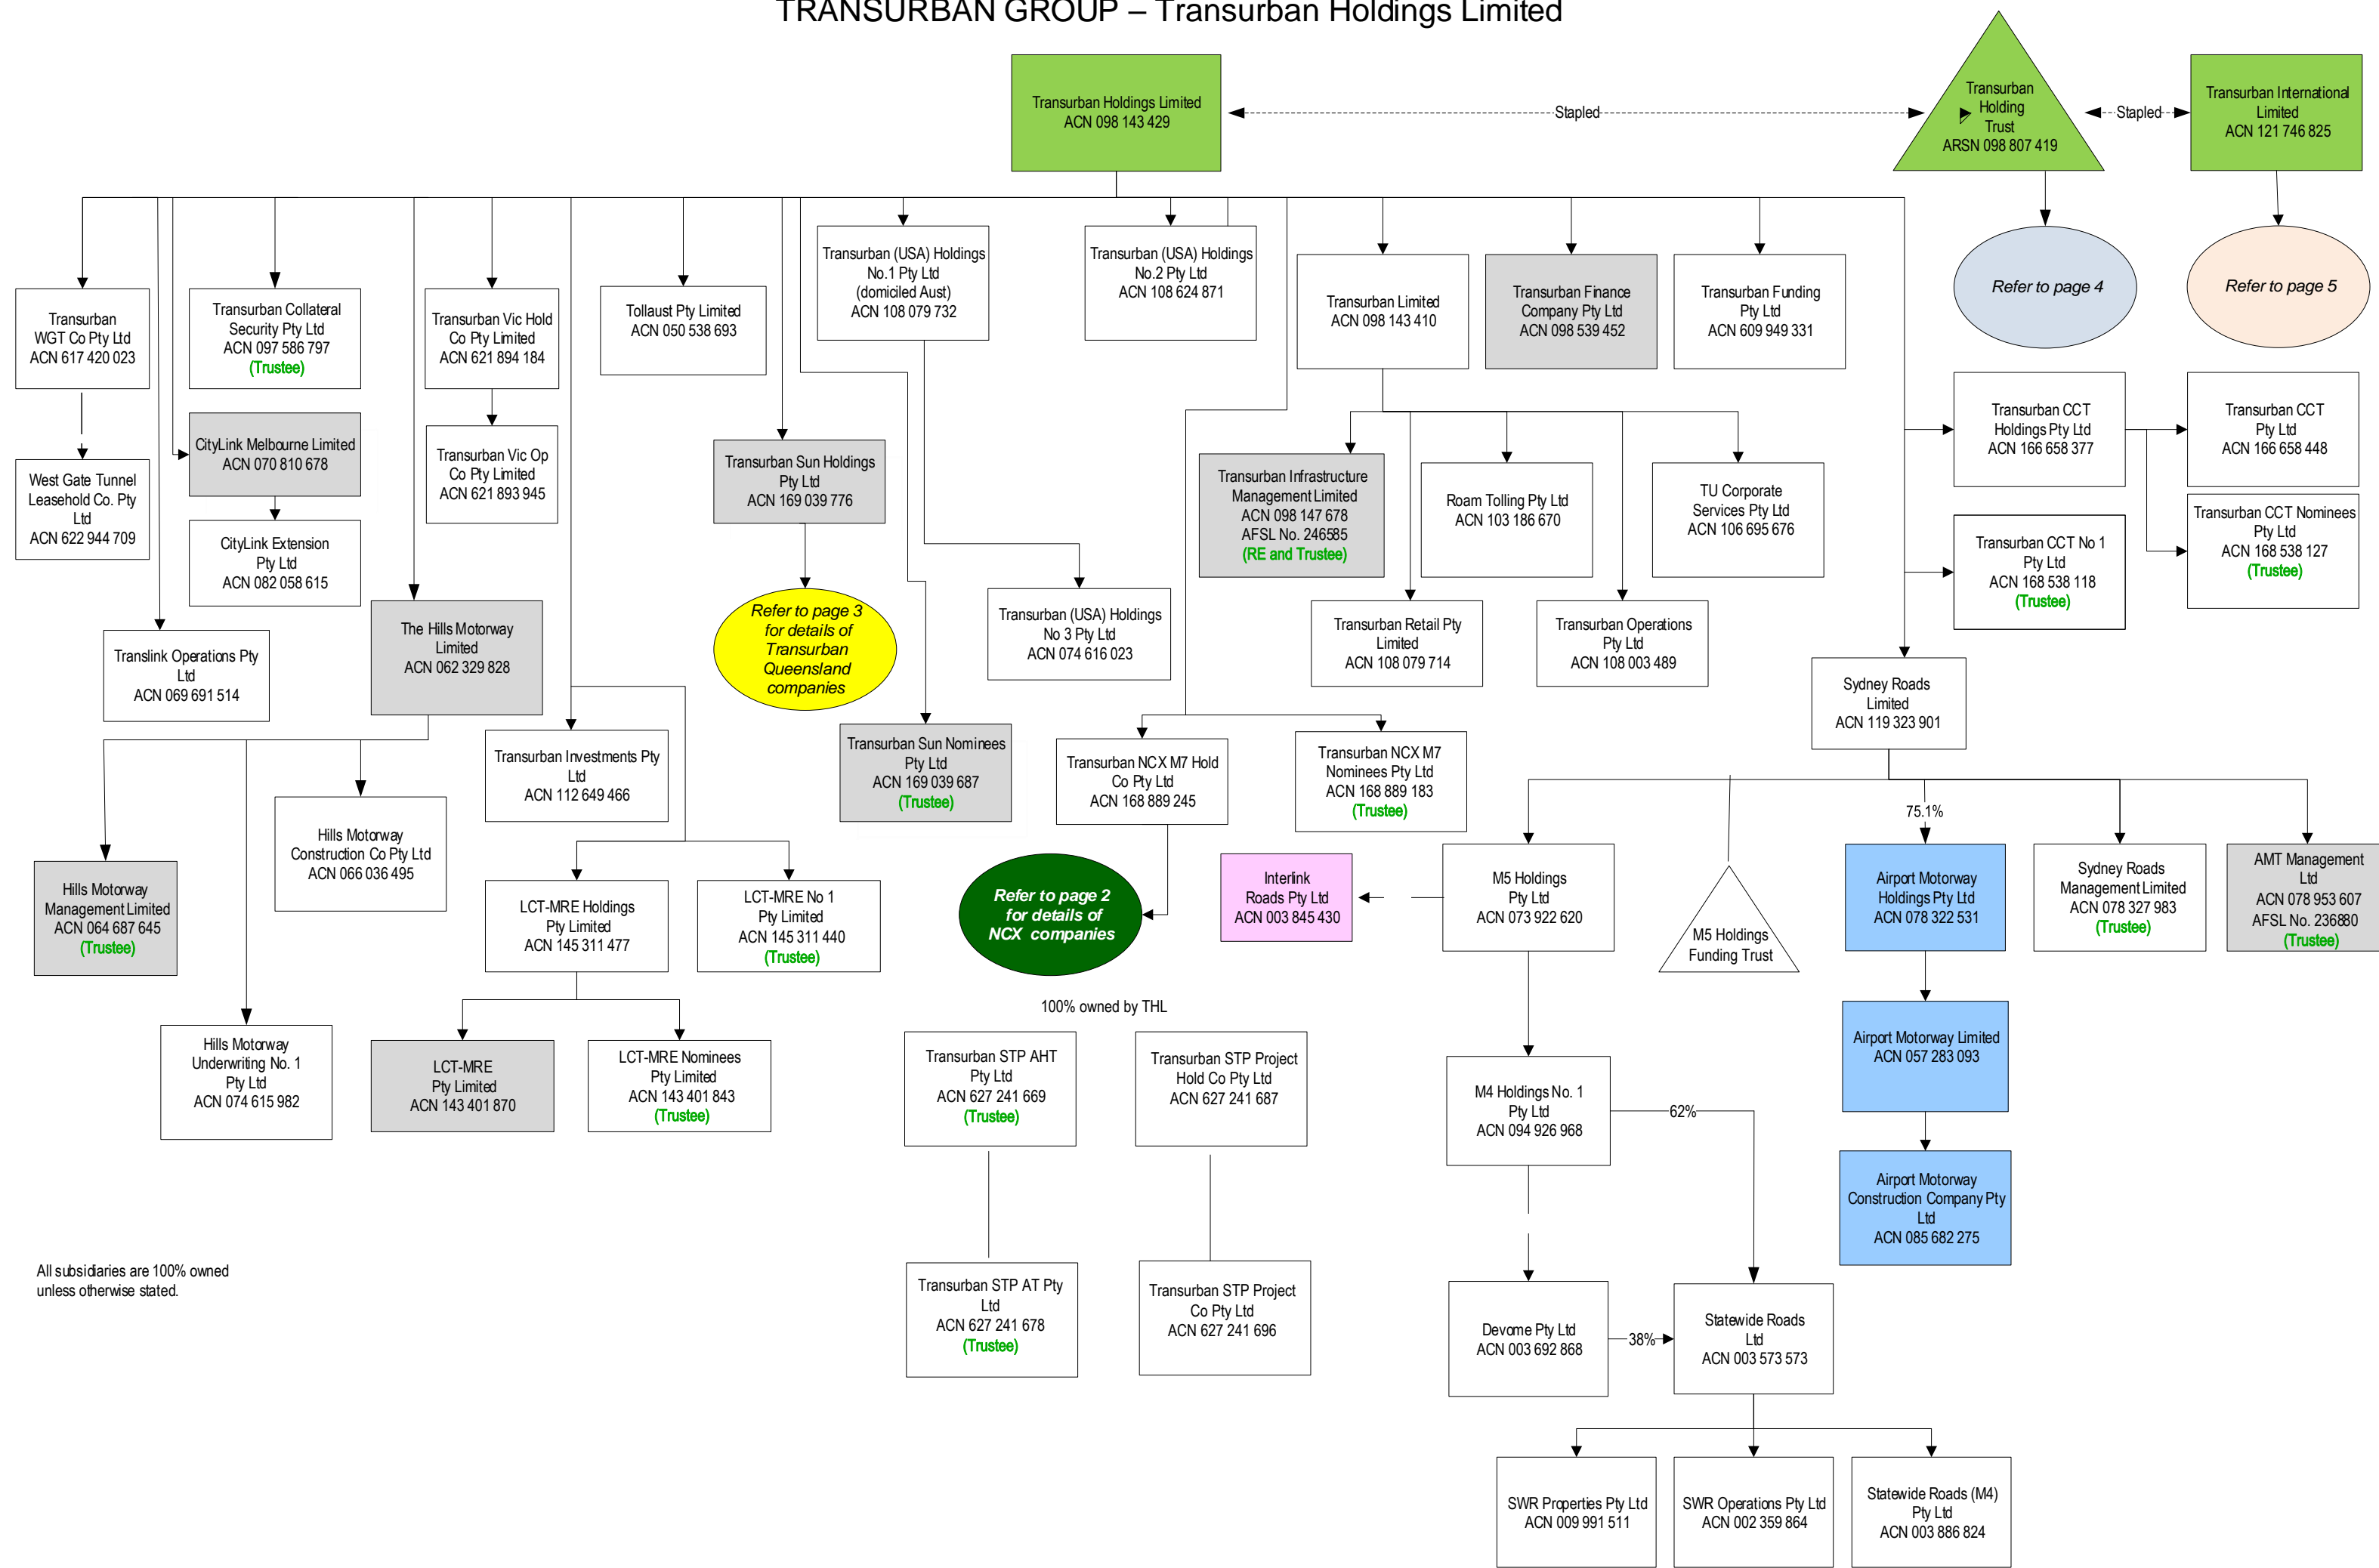 TRANSURBAN GROUP – Transurban Holdings Limited
Transurban Holdings Limited
ACN 098 143 429
Stapled
Transurban
Holding
Trust
ARSN 098 807 419
Stapled
Transurban International
Limited
ACN 121 746 825
Transurban
WGT Co Pty Ltd
ACN 617 420 023
Transurban Collateral
Security Pty Ltd
ACN 097 586 797
(Trustee)
Transurban Vic Hold
Co Pty Limited
ACN 621 894 184
Tollaust Pty Limited
ACN 050 538 693
Transurban (USA) Holdings
No.1 Pty Ltd
(domiciled Aust)
ACN 108 079 732
Transurban (USA) Holdings
No.2 Pty Ltd
ACN 108 624 871
Transurban Limited
ACN 098 143 410
Transurban Finance
Company Pty Ltd
ACN 098 539 452
Transurban Funding
Pty Ltd
ACN 609 949 331
Refer to page 4
Refer to page 5
West Gate Tunnel
Leasehold Co. Pty
Ltd
ACN 622 944 709
CityLink Melbourne Limited
ACN 070 810 678
CityLink Extension
Pty Ltd
ACN 082 058 615
Transurban Vic Op
Co Pty Limited
ACN 621 893 945
Transurban Sun Holdings
Pty Ltd
ACN 169 039 776
Transurban Infrastructure
Management Limited
ACN 098 147 678
AFSL No. 246585
(RE and Trustee)
Roam Tolling Pty Ltd
ACN 103 186 670
TU Corporate
Services Pty Ltd
ACN 106 695 676
Transurban CCT
Holdings Pty Ltd
ACN 166 658 377
Transurban CCT
Pty Ltd
ACN 166 658 448
Transurban CCT No 1
Pty Ltd
ACN 168 538 118
(Trustee)
Transurban CCT Nominees
Pty Ltd
ACN 168 538 127
(Trustee)
Translink Operations Pty
Ltd
ACN 069 691 514
The Hills Motorway
Limited
ACN 062 329 828
Refer to page 3
for details of
Transurban
Queensland
companies
Transurban (USA) Holdings
No 3 Pty Ltd
ACN 074 616 023
Transurban Retail Pty
Limited
ACN 108 079 714
Transurban Operations
Pty Ltd
ACN 108 003 489
Sydney Roads
Limited
ACN 119 323 901
Transurban Investments Pty
Ltd
ACN 112 649 466
Transurban Sun Nominees
Pty Ltd
ACN 169 039 687
(Trustee)
Transurban NCX M7 Hold
Co Pty Ltd
ACN 168 889 245
Transurban NCX M7
Nominees Pty Ltd
ACN 168 889 183
(Trustee)
75.1%
Hills Motorway
Management Limited
ACN 064 687 645
(Trustee)
Hills Motorway
Construction Co Pty Ltd
ACN 066 036 495
LCT-MRE Holdings
Pty Limited
ACN 145 311 477
LCT-MRE No 1
Pty Limited
ACN 145 311 440
(Trustee)
Refer to page 2
for details of
NCX companies
Interlink
Roads Pty Ltd
ACN 003 845 430
M5 Holdings
Pty Ltd
ACN 073 922 620
M5 Holdings
Funding Trust
Airport Motorway
Holdings Pty Ltd
ACN 078 322 531
Sydney Roads
Management Limited
ACN 078 327 983
(Trustee)
AMT Management
Ltd
ACN 078 953 607
AFSL No. 236880
(Trustee)
100% owned by THL
Hills Motorway
Underwriting No. 1
Pty Ltd
ACN 074 615 982
LCT-MRE
Pty Limited
ACN 143 401 870
LCT-MRE Nominees
Pty Limited
ACN 143 401 843
(Trustee)
Transurban STP AHT
Pty Ltd
ACN 627 241 669
(Trustee)
Transurban STP Project
Hold Co Pty Ltd
ACN 627 241 687
M4 Holdings No. 1
Pty Ltd
ACN 094 926 968
62%
Airport Motorway Limited
ACN 057 283 093
Airport Motorway
Construction Company Pty
Ltd
ACN 085 682 275
All subsidiaries are 100% owned
unless otherwise stated.
Transurban STP AT Pty
Ltd
ACN 627 241 678
(Trustee)
Transurban STP Project
Co Pty Ltd
ACN 627 241 696
Devome Pty Ltd
ACN 003 692 868
38%
Statewide Roads
Ltd
ACN 003 573 573
SWR Properties Pty Ltd
ACN 009 991 511
SWR Operations Pty Ltd
ACN 002 359 864
Statewide Roads (M4)
Pty Ltd
ACN 003 886 824